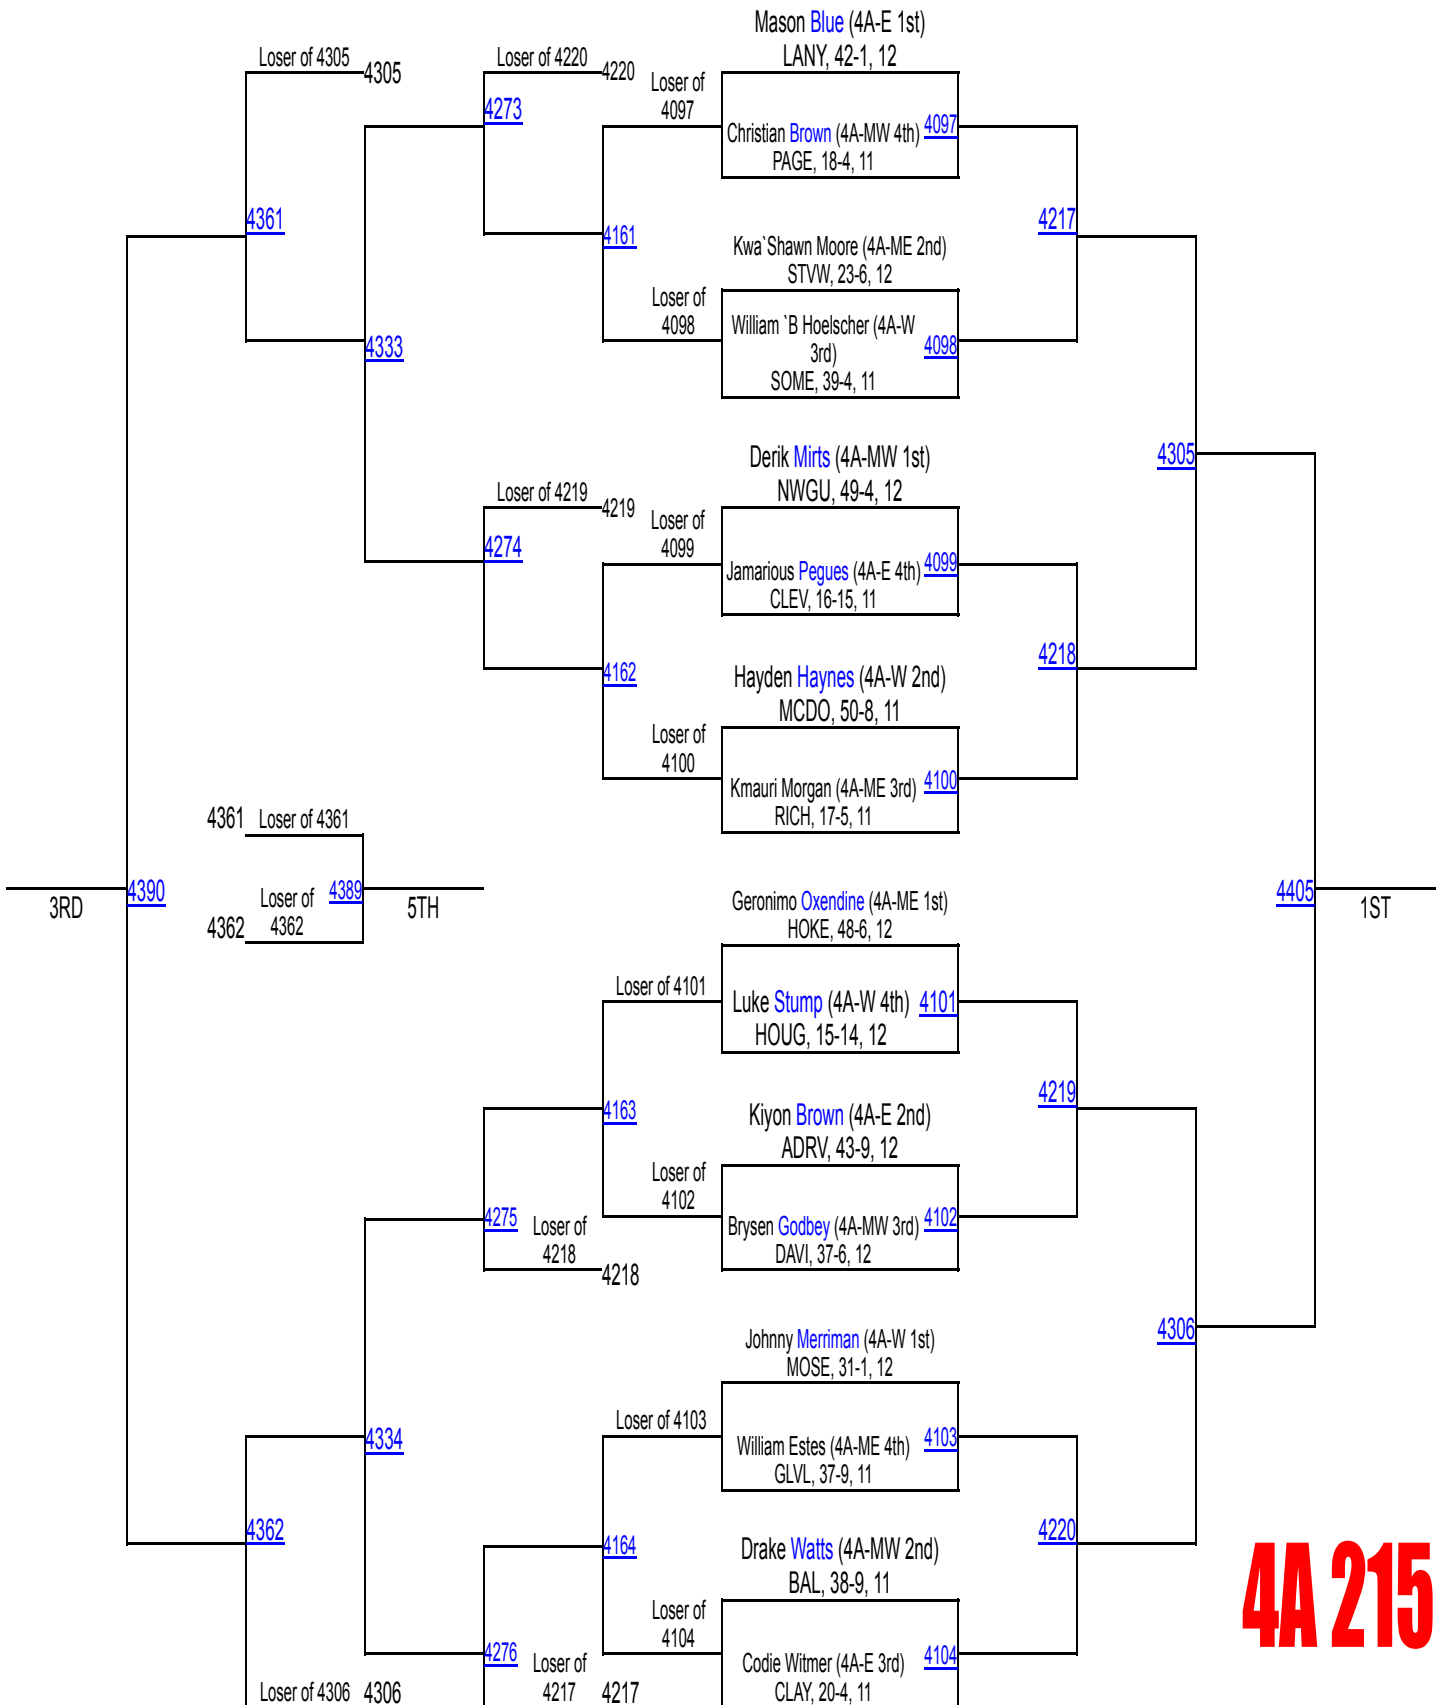 Mason Blue (4A-E 1st)
LANY, 42-1, 12
Loser of 4305
4305
Loser of 4220
4220
Loser of
4097
4273
Christian Brown (4A-MW 4th)
PAGE, 18-4, 11
4097
4361
4161
4217
Kwa`Shawn Moore (4A-ME 2nd)
STVW, 23-6, 12
Loser of
4098
William `B Hoelscher (4A-W
3rd)
SOME, 39-4, 11
4098
4333
Derik Mirts (4A-MW 1st)
NWGU, 49-4, 12
4305
Loser of 4219
4219
Loser of
4099
4274
Jamarious Pegues (4A-E 4th)
CLEV, 16-15, 11
4099
4162
4218
Hayden Haynes (4A-W 2nd)
MCDO, 50-8, 11
Loser of
4100
Kmauri Morgan (4A-ME 3rd)
RICH, 17-5, 11
4100
4361
Loser of 4361
3RD
4390
Loser of
4362
4389
5TH
4362
4405
1ST
Geronimo Oxendine (4A-ME 1st)
HOKE, 48-6, 12
Loser of 4101
Luke Stump (4A-W 4th)
HOUG, 15-14, 12
4101
4163
4219
Kiyon Brown (4A-E 2nd)
ADRV, 43-9, 12
Loser of
4102
Brysen Godbey (4A-MW 3rd)
DAVI, 37-6, 12
4102
4275
Loser of
4218
4218
Johnny Merriman (4A-W 1st)
MOSE, 31-1, 12
4306
Loser of 4103
William Estes (4A-ME 4th)
GLVL, 37-9, 11
4103
4334
4362
4164
4220
Drake Watts (4A-MW 2nd)
BAL, 38-9, 11
Loser of
4104
Codie Witmer (4A-E 3rd)
CLAY, 20-4, 11
4104
4276
Loser of
4217
4217
Loser of 4306
4306
4A 215